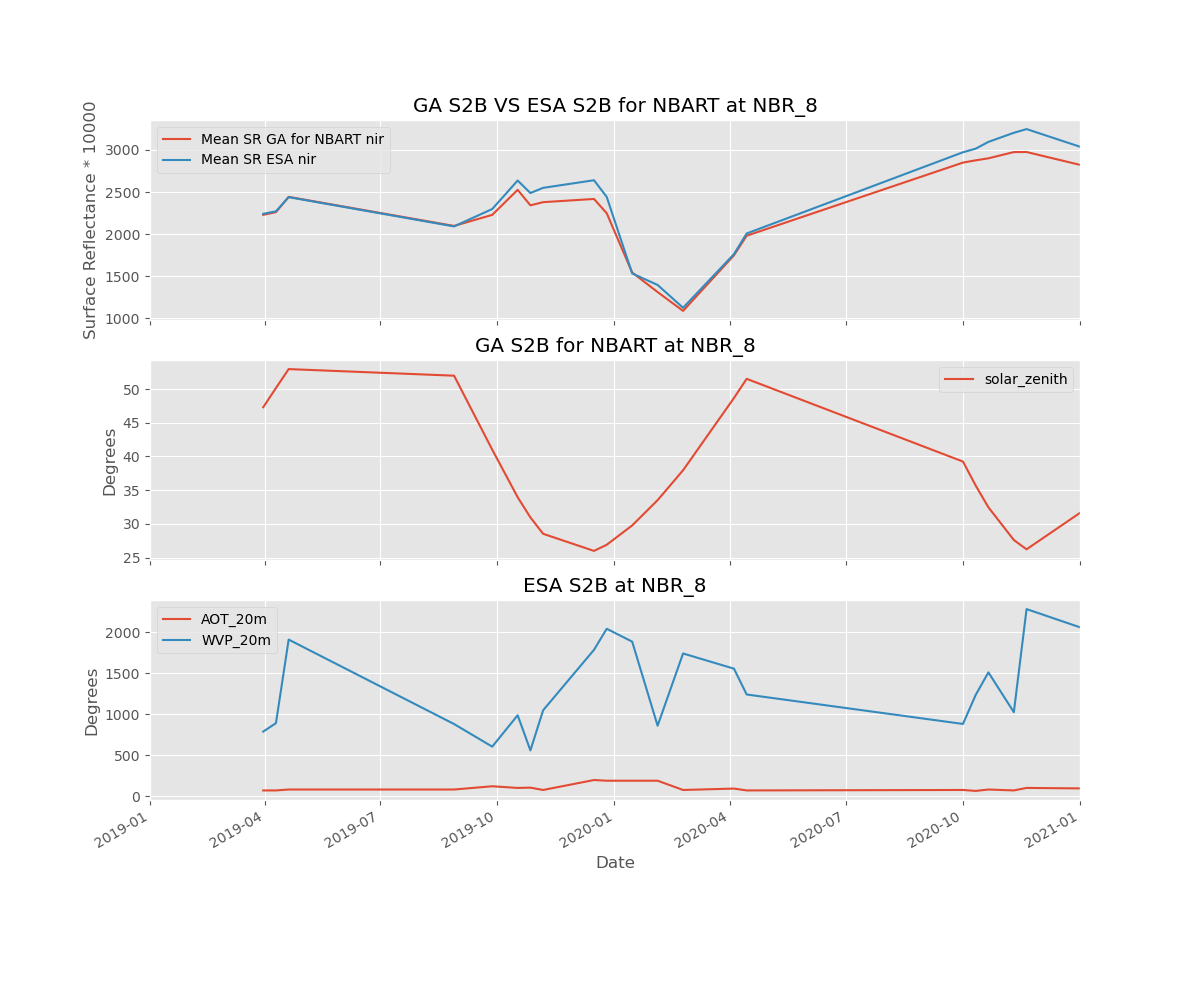 GA S2B VS ESA S2B for NBART at NBR_8
Surface Reflectance * 10000
Mean SR GA for NBART nir
Mean SR ESA nir
3000
2500
2000
1500
1000
GA S2B for NBART at NBR_8
Degrees
solar_zenith
50
45
40
35
30
25
ESA S2B at NBR_8
Degrees
AOT_20m
WVP_20m
2000
1500
1000
500
0
2019-01 2019-04 2019-07 2019-10 2020-01 2020-04 2020-07 2020-10 2021-01
Date